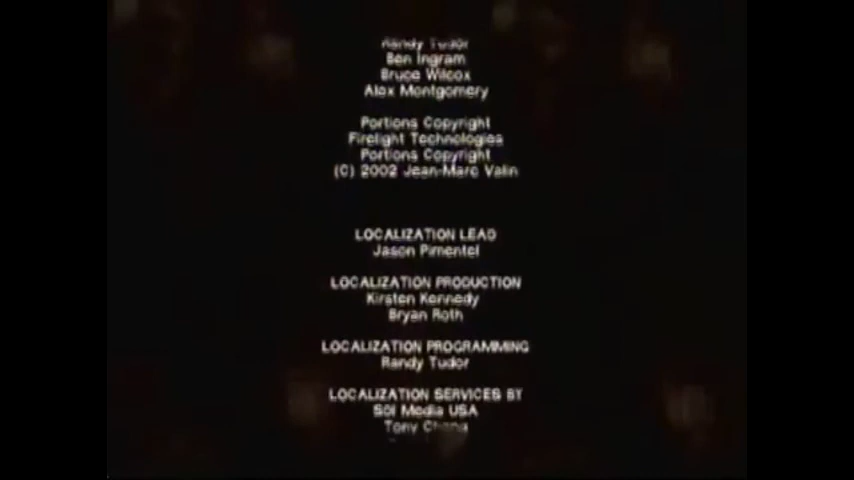 Randy Tudor
Ben Ingram
Bruce Wilcox
Alex Montgomery
Portions Copyright
Firelight Technologies
Portions Copyright
(C) 2002 Jean-Marc Valin
LOCALIZATION LEAD
Jason Pimentel
LOCALIZATION PRODUCTION
Kirsten Kennedy
Bryan Roth
LOCALIZATION PROGRAMMING
Randy Tudor
LOCALIZATION SERVICES BY
Media USA
Tony